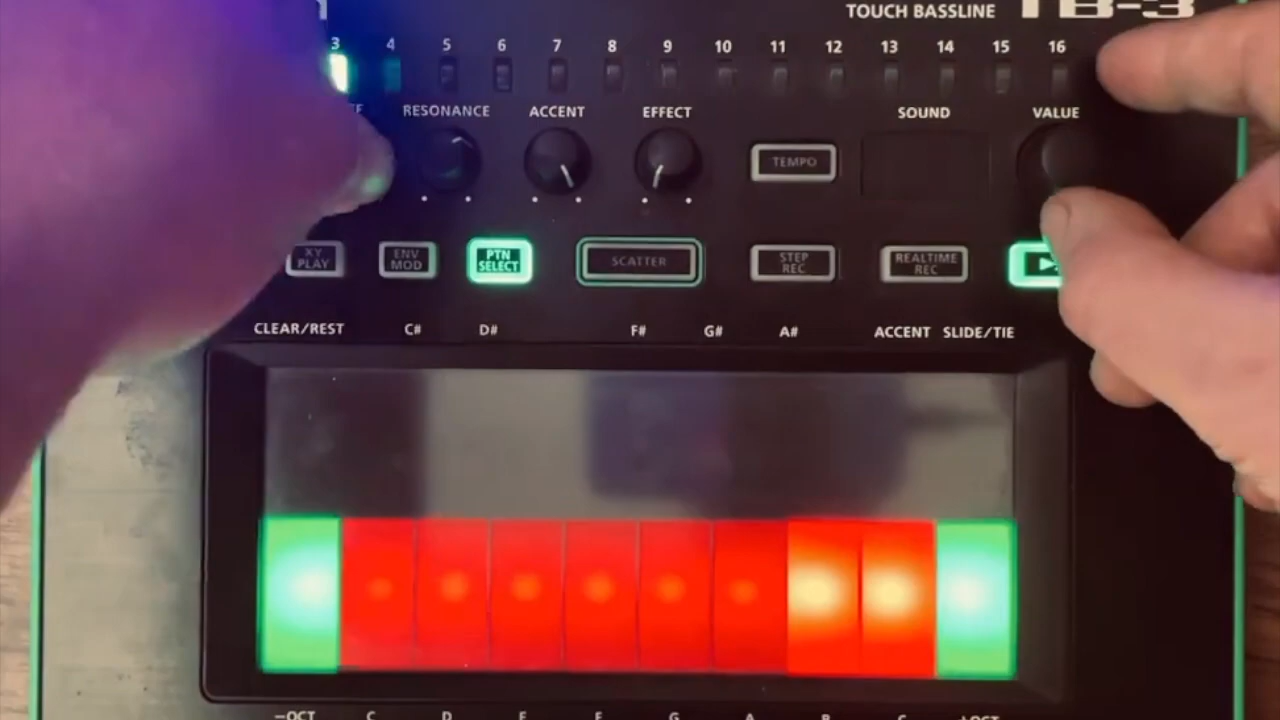 TOUCH BASSLINE TB-3
3 4 5 6 7 8 9 10 11 12 13 14 15 16
RESONANCE ACCENT EFFECT SOUND VALUE
TEMPO
XY PLAY
ENV MOD
PTN SELECT
SCATTER
STEP REC
REALTIME REC
CLEAR/REST C# D# F# G# A# ACCENT SLIDE/TIE